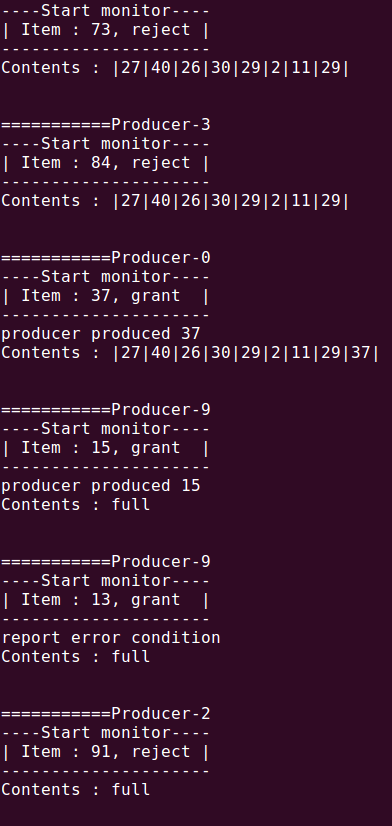 ----Start monitor----
| Item : 73, reject |
---------------------
Contents : |27|40|26|30|29|2|11|29|
===========Producer-3
----Start monitor----
| Item : 84, reject |
---------------------
Contents : |27|40|26|30|29|2|11|29|
===========Producer-0
----Start monitor----
| Item : 37, grant  |
---------------------
producer produced 37
Contents : |27|40|26|30|29|2|11|29|37|
===========Producer-9
----Start monitor----
| Item : 15, grant  |
---------------------
producer produced 15
Contents : full
===========Producer-9
----Start monitor----
| Item : 13, grant  |
---------------------
report error condition
Contents : full
===========Producer-2
----Start monitor----
| Item : 91, reject |
---------------------
Contents : full